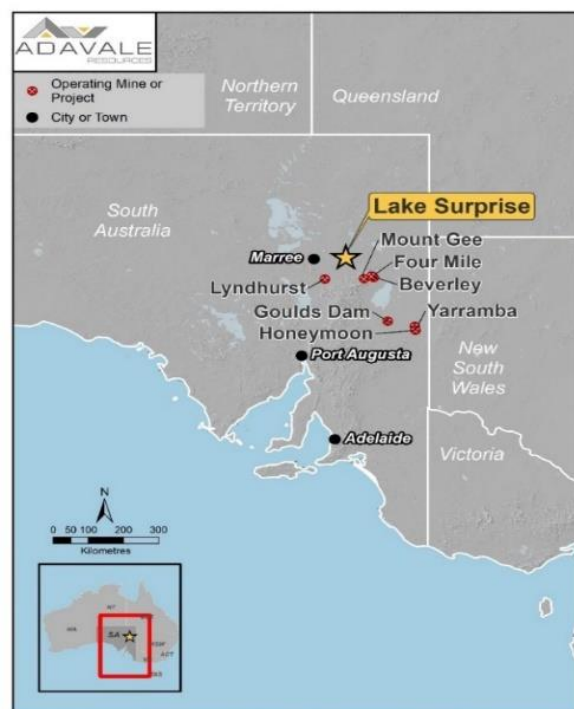 ADAVALE
RESOURCES
Operating Mine or
Project
City or Town
Northern
Territory
Queensland
South
Australia
Lake Surprise
Marree
Mount Gee
Four Mile
Lyndhurst
Beverley
Goulds Dam
Yarramba
Honeymoon
Port Augusta
New
South
Wales
Adelaide
Victoria
N
0 50 100 200 300
Kilometres
NT
WA
SA
ACT